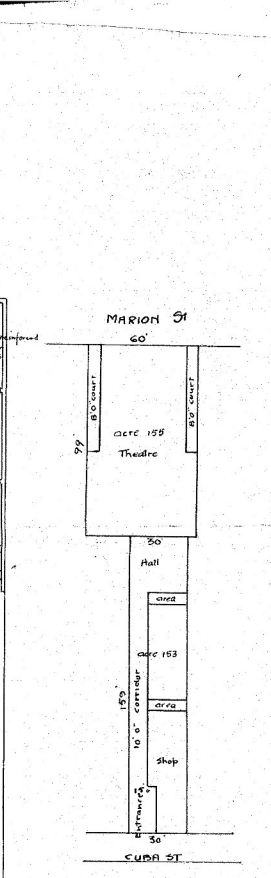 MARION St
60'
reinforced
8'0" court
8'0" court
99'
acre 155
Theatre
30'
Hall
area
acre 153
159'
10' 0" corridor
area
Shop
Entrance
30'
CUBA ST